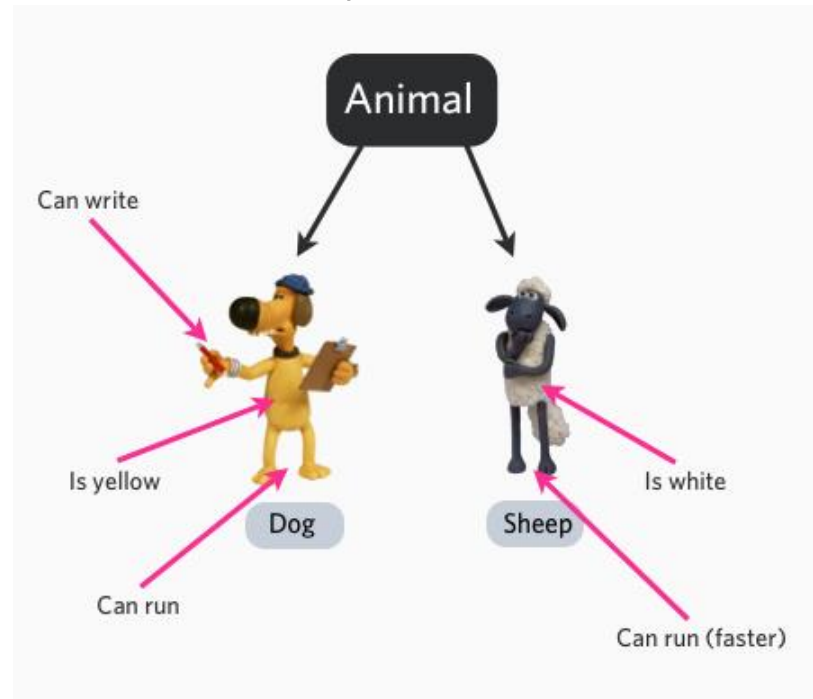 Animal
Can write
Is yellow
Is white
Dog
Sheep
Can run
Can run (faster)